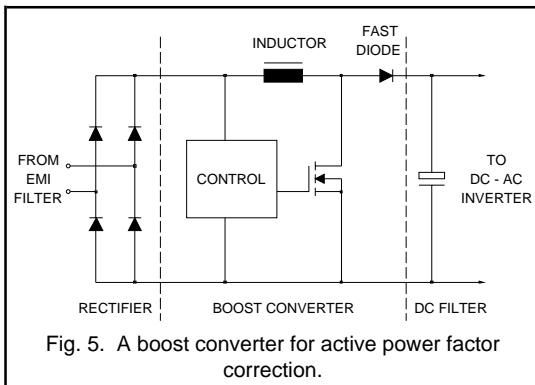 FAST
INDUCTOR DIODE
FROM
EMI
FILTER
CONTROL
TO
DC - AC
INVERTER
RECTIFIER BOOST CONVERTER DC FILTER
Fig. 5. A boost converter for active power factor
correction.